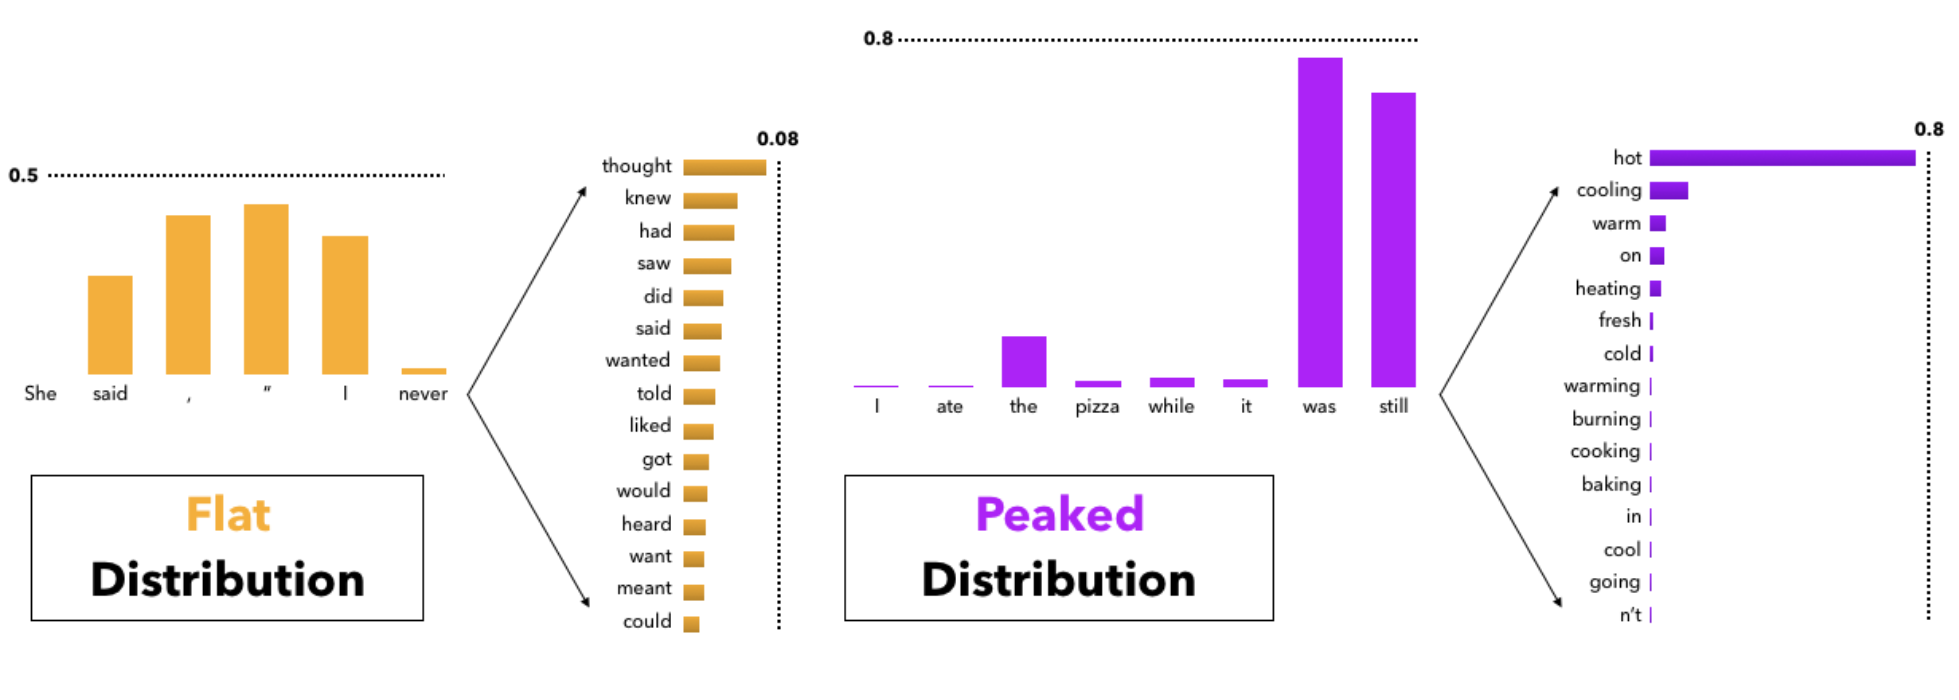 0.5
She said , " I never
Flat
Distribution
0.08
thought
knew
had
saw
did
said
wanted
told
liked
got
would
heard
want
meant
could
0.8
I ate the pizza while it was still
Peaked
Distribution
0.8
hot
cooling
warm
on
heating
fresh
cold
warming
burning
cooking
baking
in
cool
going
n't